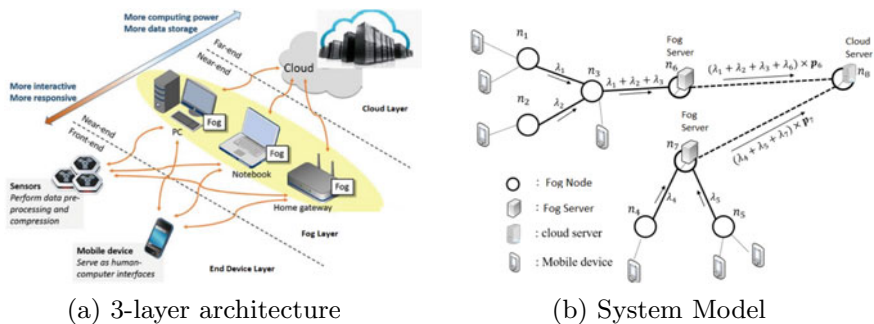 More computing power
More data storage
More interactive
More responsive
Far-end
Near-end
Cloud
Cloud Layer
Near-end
Front-end
PC
Fog
Fog
Notebook
Fog
Home gateway
Fog Layer
Sensors
Perform data pre-
processing and
compression
Mobile device
Serve as human-
computer interfaces
End Device Layer
(a) 3-layer architecture
n₁
λ₁
n₂
λ₂
n₃
λ₁ + λ₂ + λ₃
Fog
Server
n₆
(λ₁ + λ₂ + λ₃ + λ₆) × p₆
Cloud
Server
n₈
Fog
Server
n₇
(λ₄ + λ₅ + λ₇) × p₇
λ₄
λ₅
n₄
n₅
: Fog Node
: Fog Server
: cloud server
: Mobile device
(b) System Model